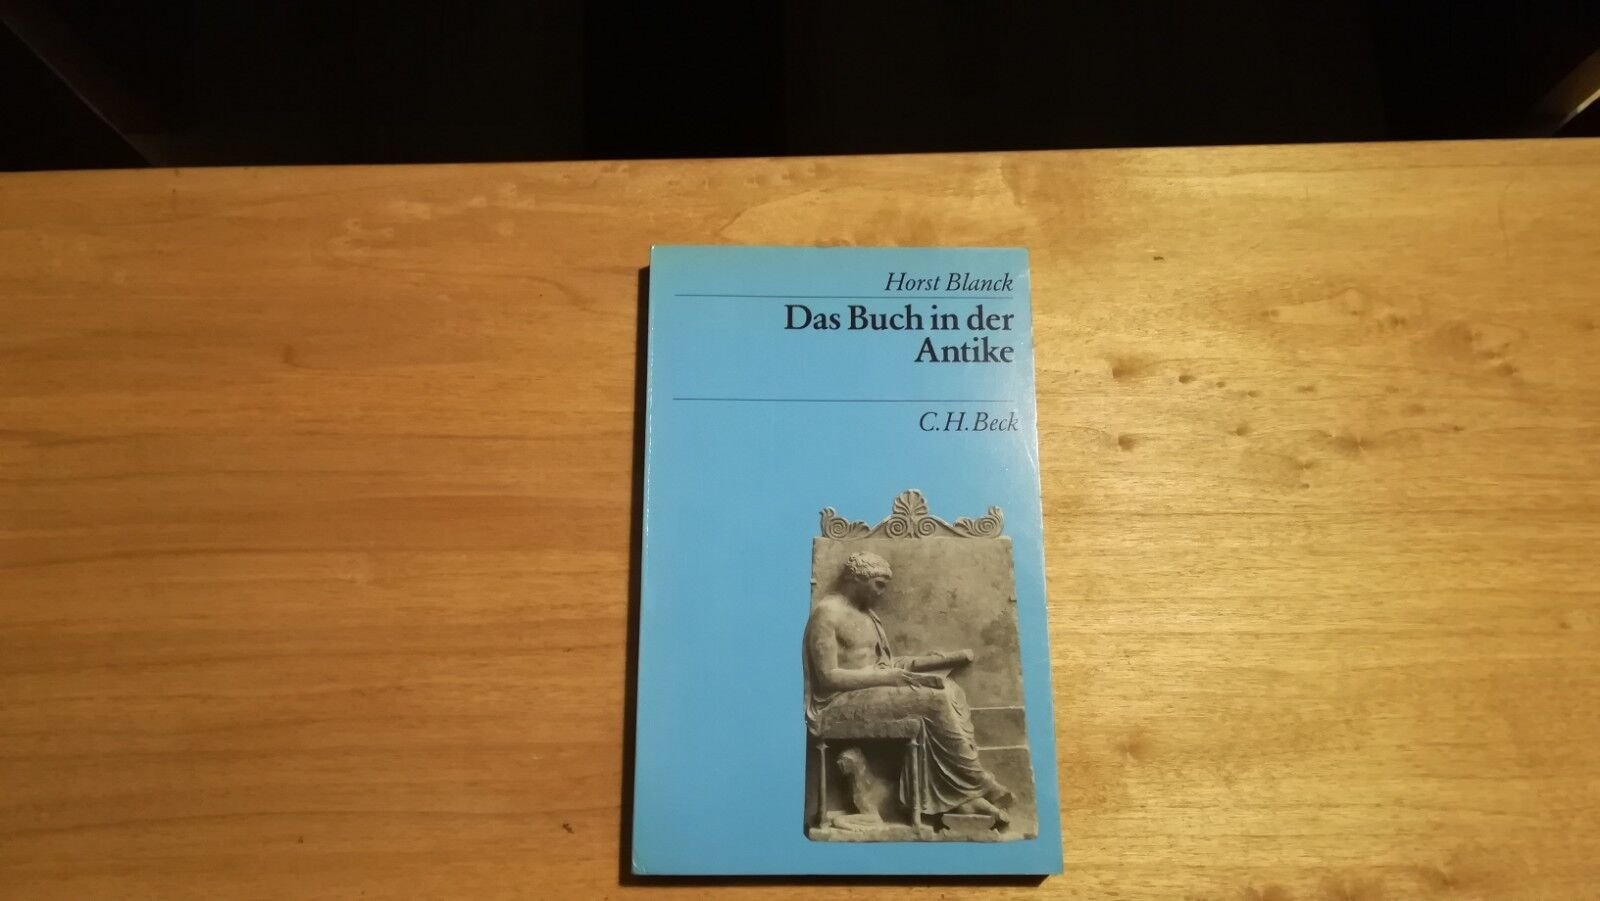 Horst Blanck
Das Buch in der
Antike
C.H.Beck